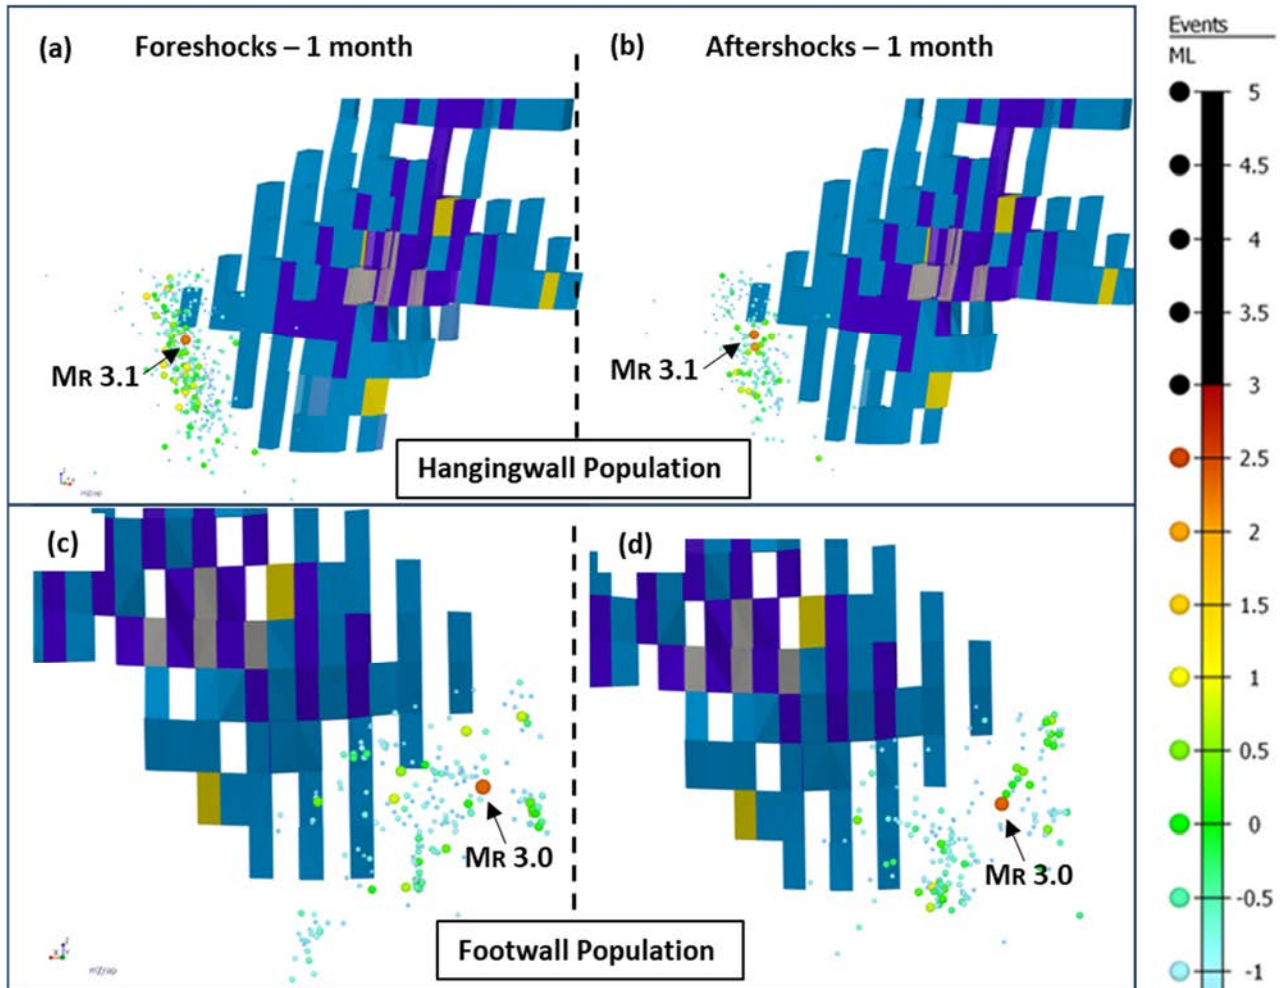 (a) Foreshocks – 1 month
(b) Aftershocks – 1 month
MR 3.1
MR 3.1
Hangingwall Population
(c)
(d)
MR 3.0
MR 3.0
Footwall Population
Events
ML
5
4.5
4
3.5
3
2.5
2
1.5
1
0.5
0
-0.5
-1